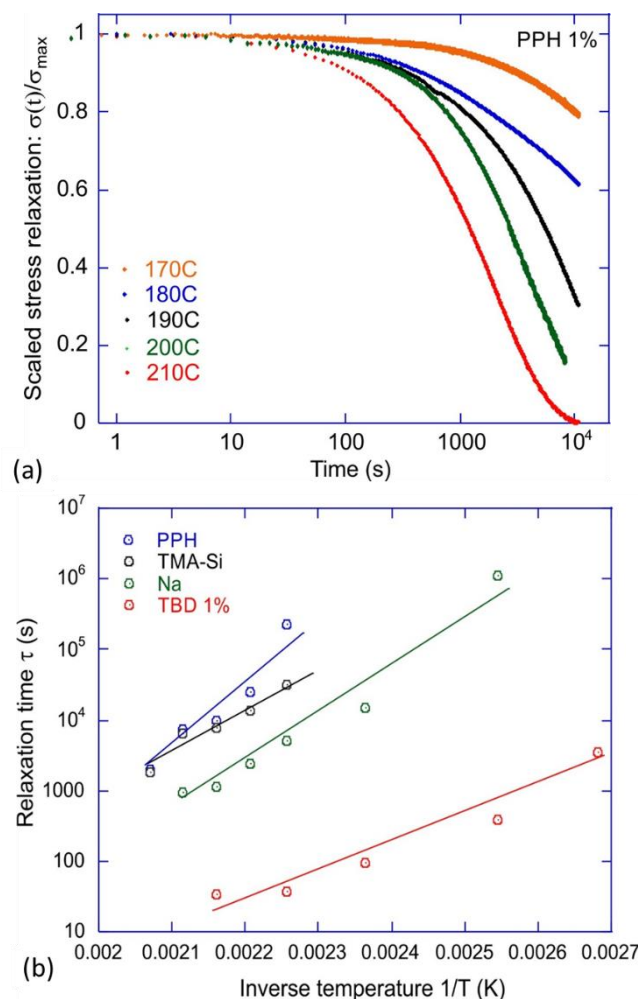 1
0.8
0.6
0.4
0.2
0
Scaled stress relaxation: σ(t)/σmax
PPH 1%
170C
180C
190C
200C
210C
1 10 100 1000 10⁴
Time (s)
(a)
10⁷
10⁶
10⁵
10⁴
1000
100
10
Relaxation time τ (s)
PPH
TMA-Si
Na
TBD 1%
0.002 0.0021 0.0022 0.0023 0.0024 0.0025 0.0026 0.0027
Inverse temperature 1/T (K)
(b)